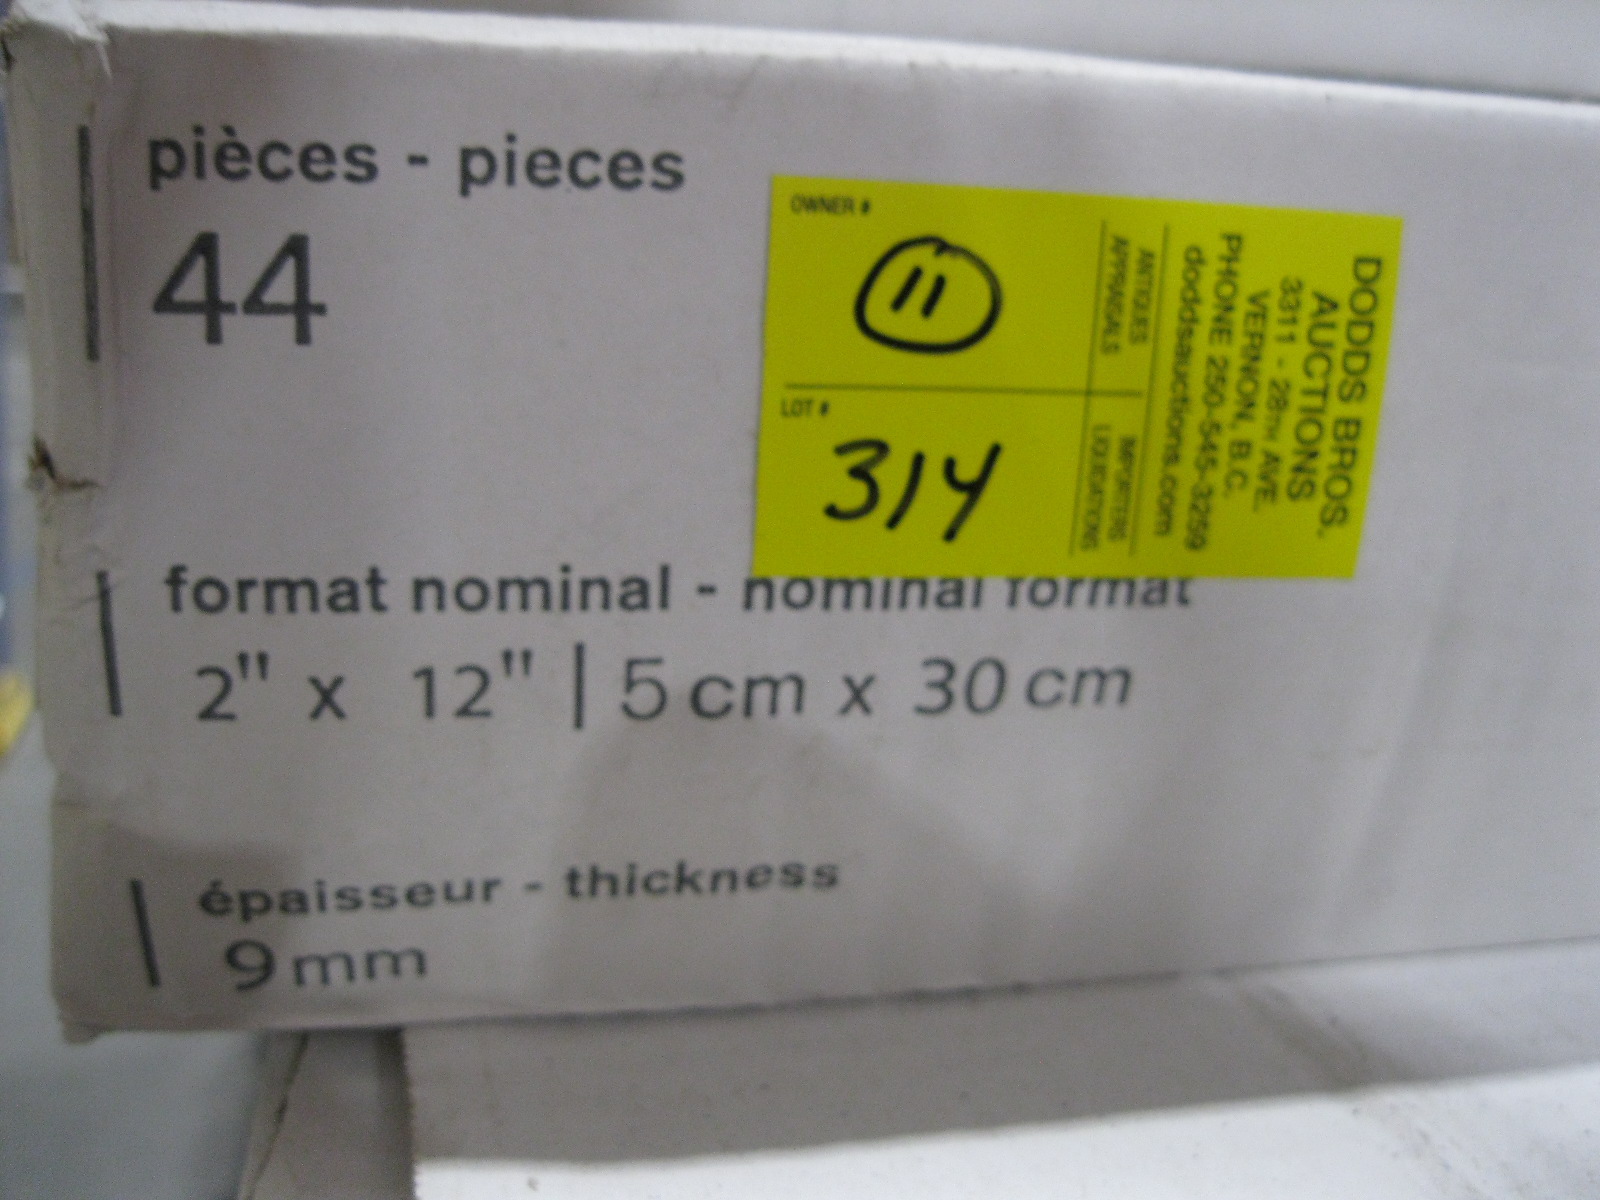 pièces - pieces
44
OWNER #
11
LOT #
314
DODDS BROS.
AUCTIONS
3311 - 28TH AVE.
VERNON, B.C.
PHONE 250-545-3259
doddsauctions.com
ANTIQUES
APPRAISALS
IMPORTERS
LIQUIDATIONS
format nominal - nominal format
2" x 12" | 5 cm x 30 cm
épaisseur - thickness
9 mm